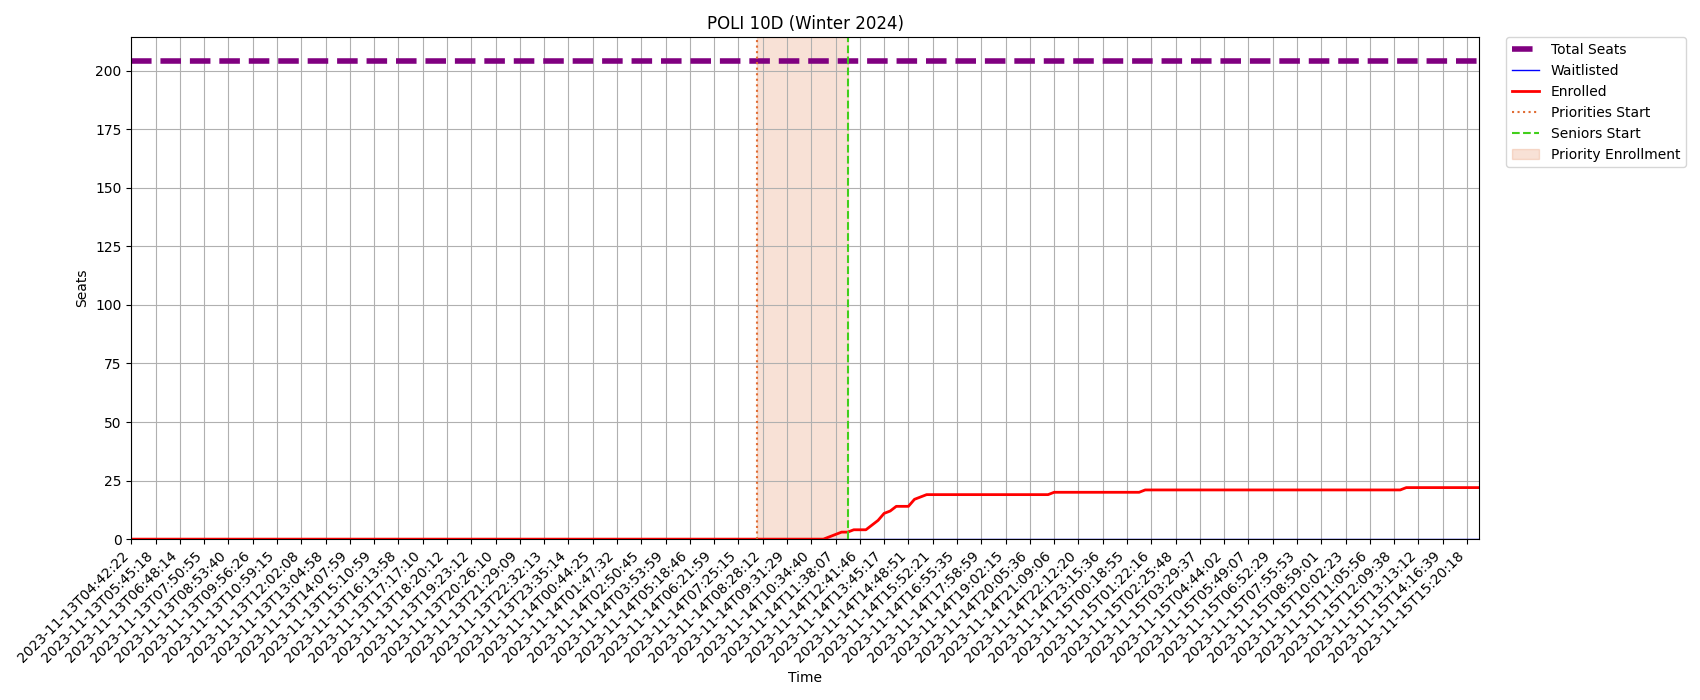 POLI 10D (Winter 2024)
Total Seats
Waitlisted
Enrolled
Priorities Start
Seniors Start
Priority Enrollment
Seats
200
175
150
125
100
75
50
25
0
2023-11-13T04:42:22
2023-11-13T05:45:18
2023-11-13T06:48:14
2023-11-13T07:50:55
2023-11-13T08:53:40
2023-11-13T09:56:26
2023-11-13T10:59:15
2023-11-13T12:02:08
2023-11-13T13:04:58
2023-11-13T14:07:59
2023-11-13T15:10:59
2023-11-13T16:13:58
2023-11-13T17:17:10
2023-11-13T18:20:12
2023-11-13T19:23:12
2023-11-13T20:26:10
2023-11-13T21:29:09
2023-11-13T22:32:13
2023-11-13T23:35:14
2023-11-14T00:44:25
2023-11-14T01:47:32
2023-11-14T02:50:45
2023-11-14T03:53:59
2023-11-14T05:18:46
2023-11-14T06:21:59
2023-11-14T07:25:15
2023-11-14T08:28:12
2023-11-14T09:31:29
2023-11-14T10:34:40
2023-11-14T11:38:07
2023-11-14T12:41:46
2023-11-14T13:45:17
2023-11-14T14:48:51
2023-11-14T15:52:21
2023-11-14T16:55:35
2023-11-14T17:58:59
2023-11-14T19:02:15
2023-11-14T20:05:36
2023-11-14T21:09:06
2023-11-14T22:12:20
2023-11-14T23:15:36
2023-11-15T00:18:55
2023-11-15T01:22:16
2023-11-15T02:25:48
2023-11-15T03:29:37
2023-11-15T04:44:02
2023-11-15T05:49:07
2023-11-15T06:52:29
2023-11-15T07:55:53
2023-11-15T08:59:01
2023-11-15T10:02:23
2023-11-15T11:05:56
2023-11-15T12:09:38
2023-11-15T13:13:12
2023-11-15T14:16:39
2023-11-15T15:20:18
Time